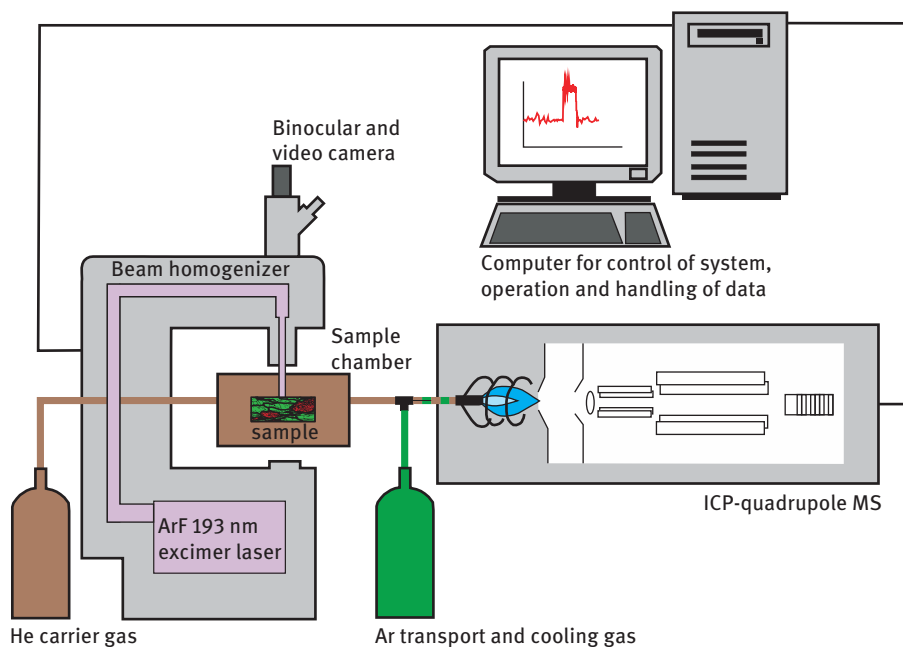 Binocular and
video camera
Beam homogenizer
Computer for control of system,
operation and handling of data
Sample
chamber
sample
ArF 193 nm
excimer laser
ICP-quadrupole MS
He carrier gas
Ar transport and cooling gas